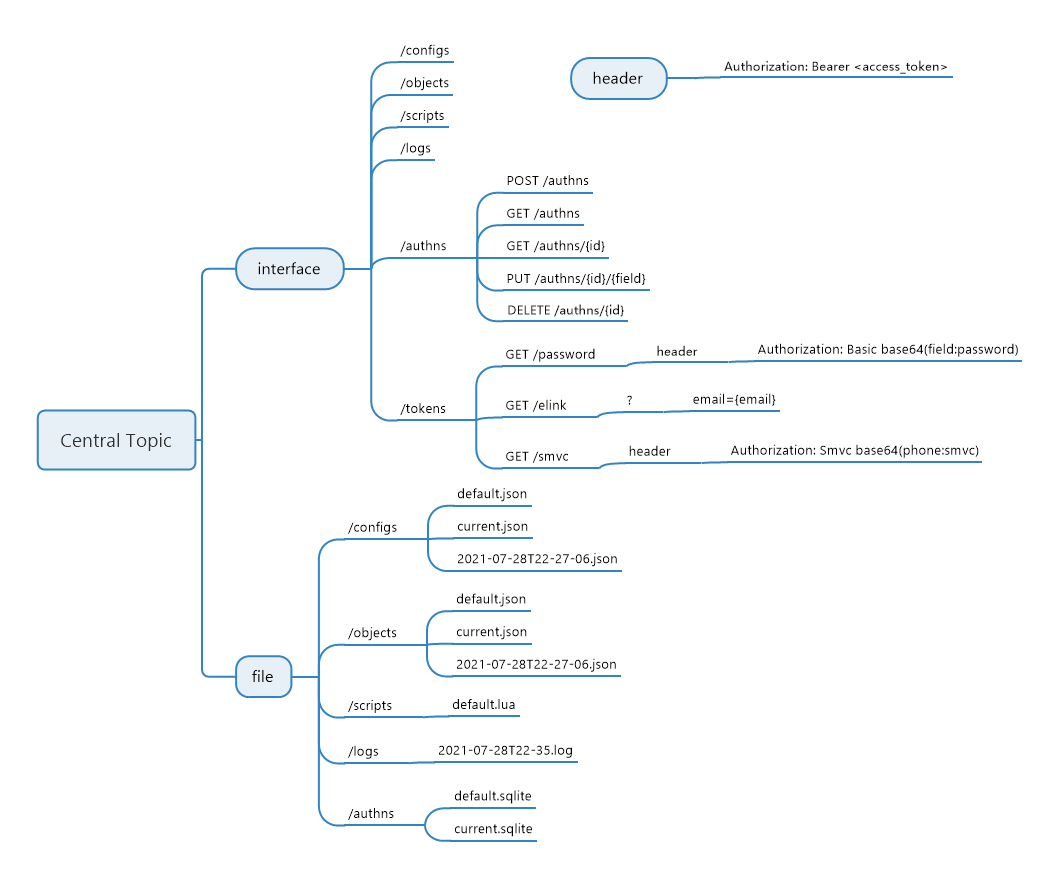 /configs
/objects
/scripts
/logs
header
Authorization: Bearer <access_token>
interface
/authns
POST /authns
GET /authns
GET /authns/{id}
PUT /authns/{id}/{field}
DELETE /authns/{id}
/tokens
GET /password
header
Authorization: Basic base64(field:password)
GET /elink
?
email={email}
GET /smvc
header
Authorization: Smvc base64(phone:smvc)
Central Topic
file
/configs
default.json
current.json
2021-07-28T22-27-06.json
/objects
default.json
current.json
2021-07-28T22-27-06.json
/scripts
default.lua
/logs
2021-07-28T22-35.log
/authns
default.sqlite
current.sqlite